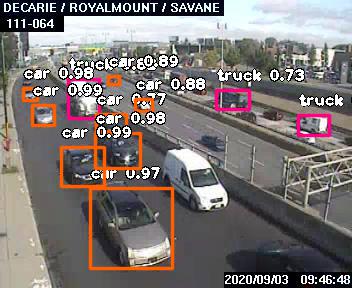 DECARIE / ROYALMOUNT / SAVANE
111-064
car 0.89
car 0.98
truck 0.73
car 0.88
car 0.99
truck
car 0.98
car 0.99
car 0.97
2020/09/03 09:46:48